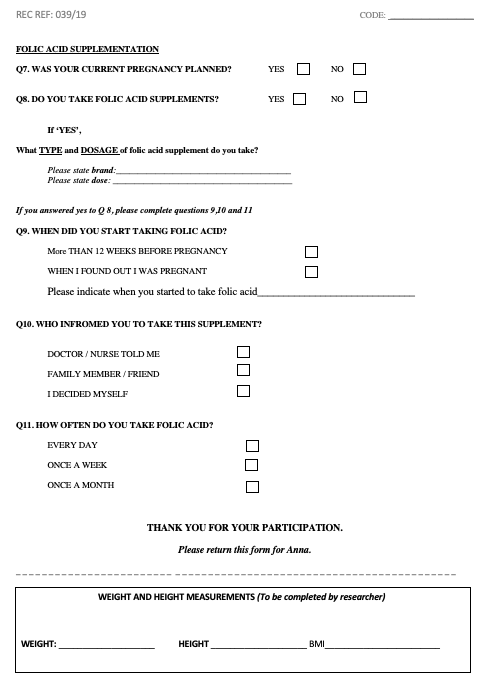 REC REF: 039/19 CODE: ___________________
FOLIC ACID SUPPLEMENTATION
Q7. WAS YOUR CURRENT PREGNANCY PLANNED? YES NO
Q8. DO YOU TAKE FOLIC ACID SUPPLEMENTS? YES NO
If ‘YES’,
What TYPE and DOSAGE of folic acid supplement do you take?
Please state brand:___________________________________
Please state dose: ____________________________________
If you answered yes to Q 8, please complete questions 9,10 and 11
Q9. WHEN DID YOU START TAKING FOLIC ACID?
More THAN 12 WEEKS BEFORE PREGNANCY
WHEN I FOUND OUT I WAS PREGNANT
Please indicate when you started to take folic acid______________________________
Q10. WHO INFROMED YOU TO TAKE THIS SUPPLEMENT?
DOCTOR / NURSE TOLD ME
FAMILY MEMBER / FRIEND
I DECIDED MYSELF
Q11. HOW OFTEN DO YOU TAKE FOLIC ACID?
EVERY DAY
ONCE A WEEK
ONCE A MONTH
THANK YOU FOR YOUR PARTICIPATION.
Please return this form for Anna.
WEIGHT AND HEIGHT MEASUREMENTS (To be completed by researcher)
WEIGHT: ____________________ HEIGHT ____________________ BMI________________________